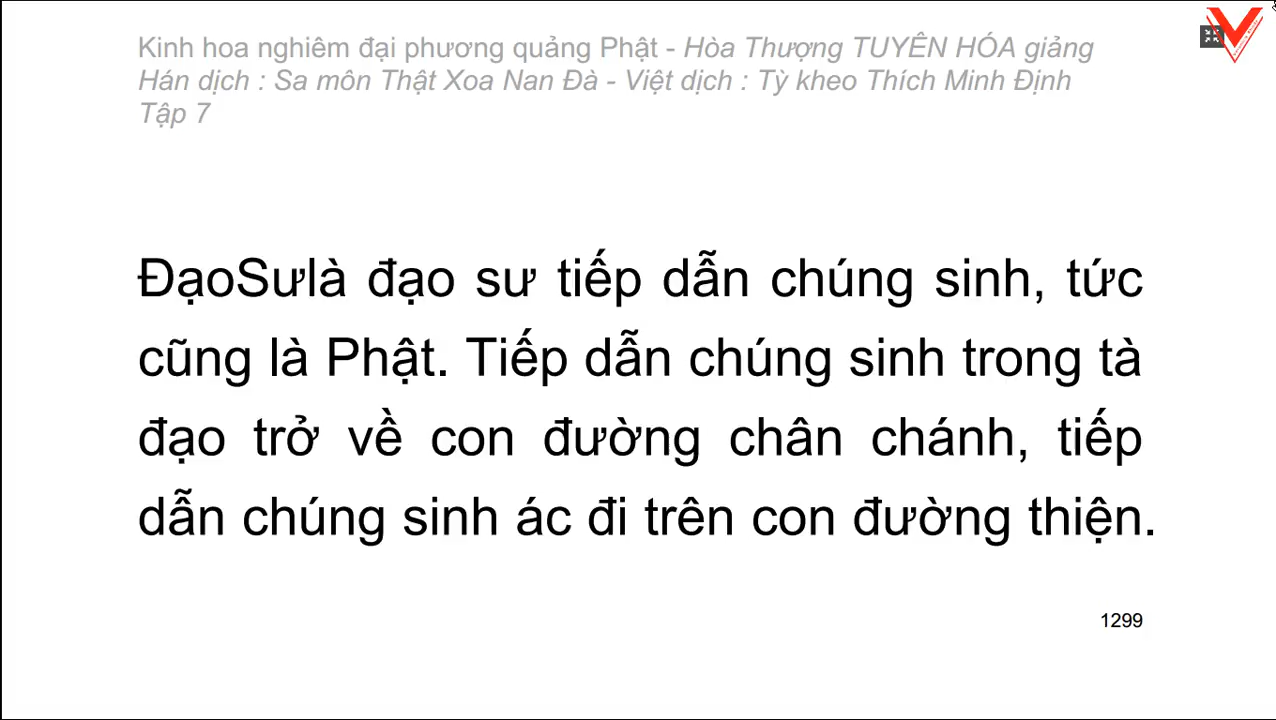 Kinh hoa nghiêm đại phương quảng Phật - Hòa Thượng TUYÊN HÓA giảng
Hán dịch : Sa môn Thật Xoa Nan Đà - Việt dịch : Tỳ kheo Thích Minh Định
Tập 7
ĐạoSưlà đạo sư tiếp dẫn chúng sinh, tức
cũng là Phật. Tiếp dẫn chúng sinh trong tà
đạo trở về con đường chân chánh, tiếp
dẫn chúng sinh ác đi trên con đường thiện.
1299